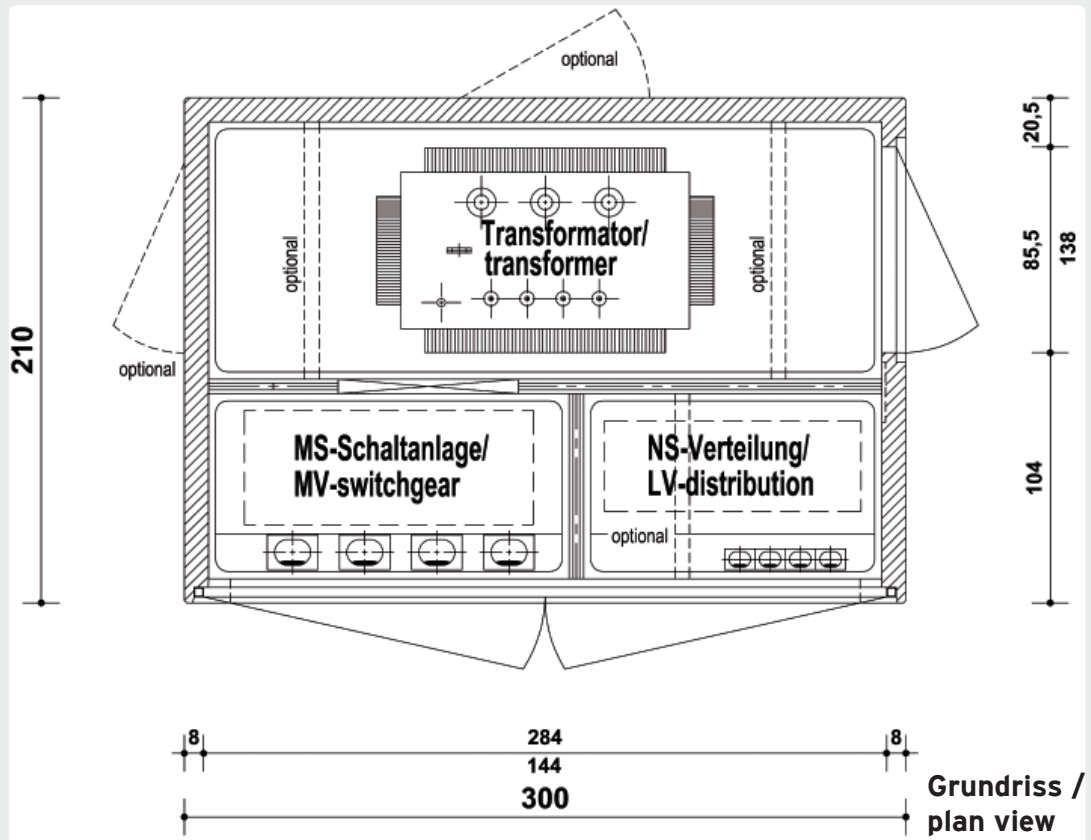 optional
20,5
Transformator/
transformer
optional
optional
85,5
138
210
optional
MS-Schaltanlage/
MV-switchgear
NS-Verteilung/
LV-distribution
104
optional
8
284
8
144
300
Grundriss /
plan view